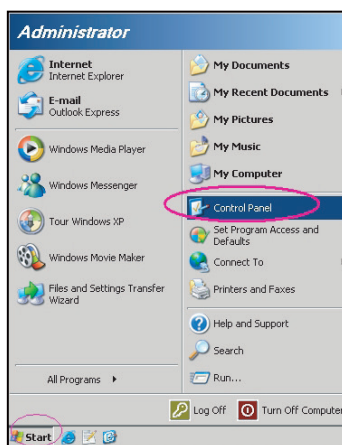 Administrator
Internet
Internet Explorer
E-mail
Outlook Express
Windows Media Player
Windows Messenger
Tour Windows XP
Windows Movie Maker
Files and Settings Transfer
Wizard
All Programs
My Documents
My Recent Documents
My Pictures
My Music
My Computer
Control Panel
Set Program Access and
Defaults
Connect To
Printers and Faxes
Help and Support
Search
Run...
Log Off Turn Off Computer
Start